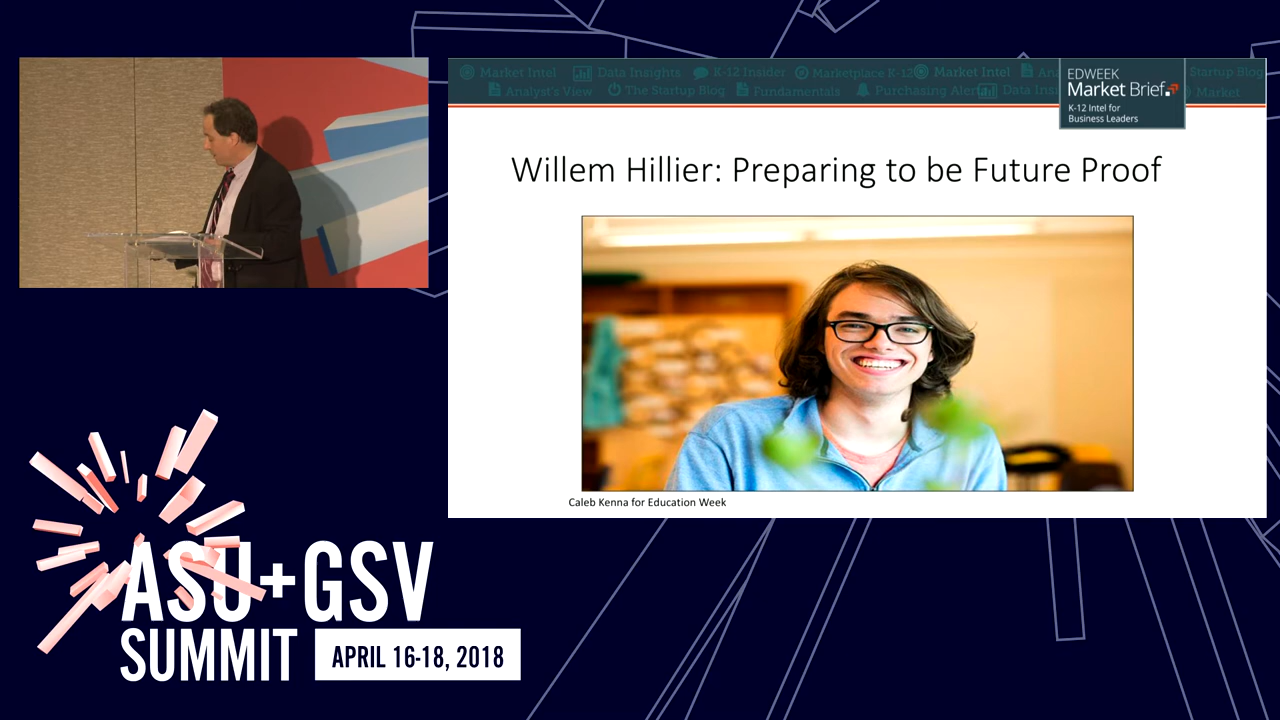 Market Intel
Data Insights
K-12 Insider
Marketplace K-12
Market Intel
Startup Blog
Analyst's View
The Startup Blog
Fundamentals
Purchasing Alert
Data Ins
Market
EDWEEK
Market Brief
K-12 Intel for
Business Leaders
Willem Hillier: Preparing to be Future Proof
Caleb Kenna for Education Week
ASU+GSV
SUMMIT
APRIL 16-18, 2018